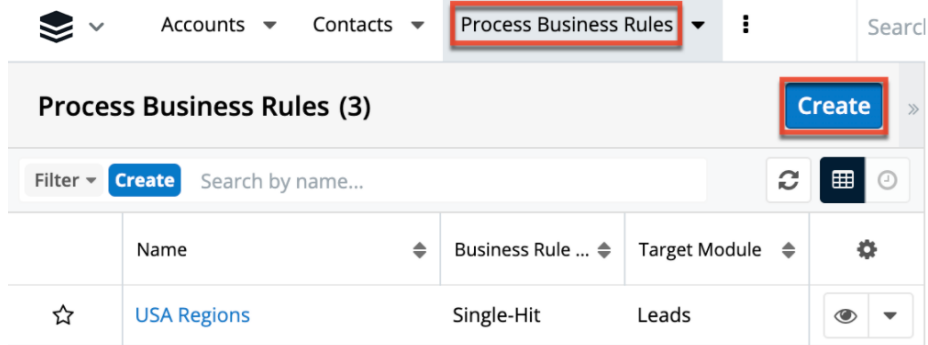 Accounts Contacts Process Business Rules
Process Business Rules (3) Create
Filter Create Search by name...
Name Business Rule ... Target Module
USA Regions Single-Hit Leads